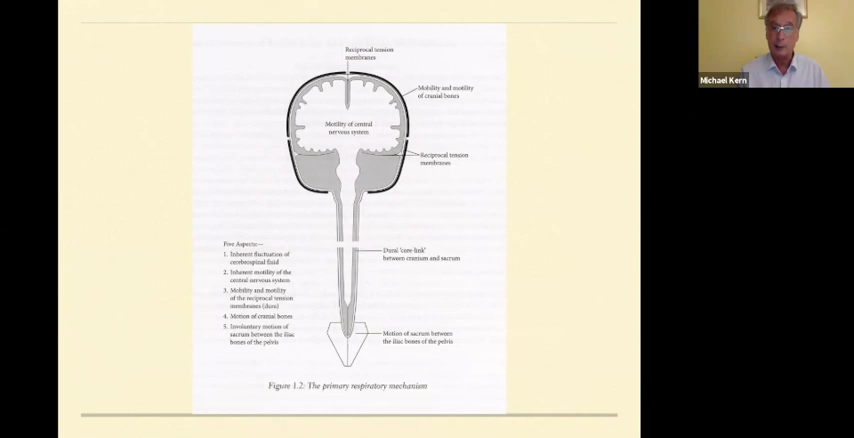 Reciprocal tension
membranes
Mobility and motility
of cranial bones
Motility of central
nervous system
Reciprocal tension
membranes
Five Aspects:—
1. Inherent fluctuation of
cerebrospinal fluid
2. Inherent motility of the
central nervous system
3. Mobility and motility
of the reciprocal tension
membranes (dura)
4. Motion of cranial bones
5. Involuntary motion of
sacrum between the iliac
bones of the pelvis
Dural 'core-link'
between cranium and sacrum
Motion of sacrum between
the iliac bones of the pelvis
Figure 1.2: The primary respiratory mechanism
Michael Kern